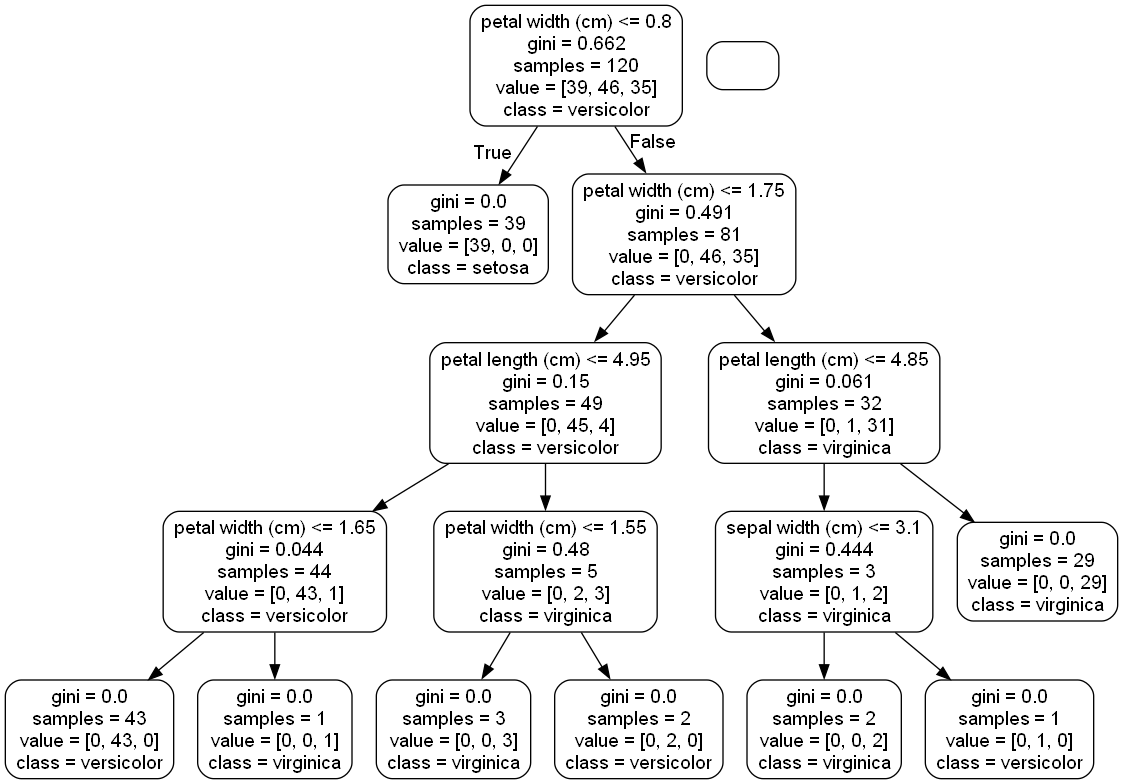 petal width (cm) <= 0.8
gini = 0.662
samples = 120
value = [39, 46, 35]
class = versicolor
True
False
gini = 0.0
samples = 39
value = [39, 0, 0]
class = setosa
petal width (cm) <= 1.75
gini = 0.491
samples = 81
value = [0, 46, 35]
class = versicolor
petal length (cm) <= 4.95
gini = 0.15
samples = 49
value = [0, 45, 4]
class = versicolor
petal length (cm) <= 4.85
gini = 0.061
samples = 32
value = [0, 1, 31]
class = virginica
petal width (cm) <= 1.65
gini = 0.044
samples = 44
value = [0, 43, 1]
class = versicolor
petal width (cm) <= 1.55
gini = 0.48
samples = 5
value = [0, 2, 3]
class = virginica
sepal width (cm) <= 3.1
gini = 0.444
samples = 3
value = [0, 1, 2]
class = virginica
gini = 0.0
samples = 29
value = [0, 0, 29]
class = virginica
gini = 0.0
samples = 43
value = [0, 43, 0]
class = versicolor
gini = 0.0
samples = 1
value = [0, 0, 1]
class = virginica
gini = 0.0
samples = 3
value = [0, 0, 3]
class = virginica
gini = 0.0
samples = 2
value = [0, 2, 0]
class = versicolor
gini = 0.0
samples = 2
value = [0, 0, 2]
class = virginica
gini = 0.0
samples = 1
value = [0, 1, 0]
class = versicolor